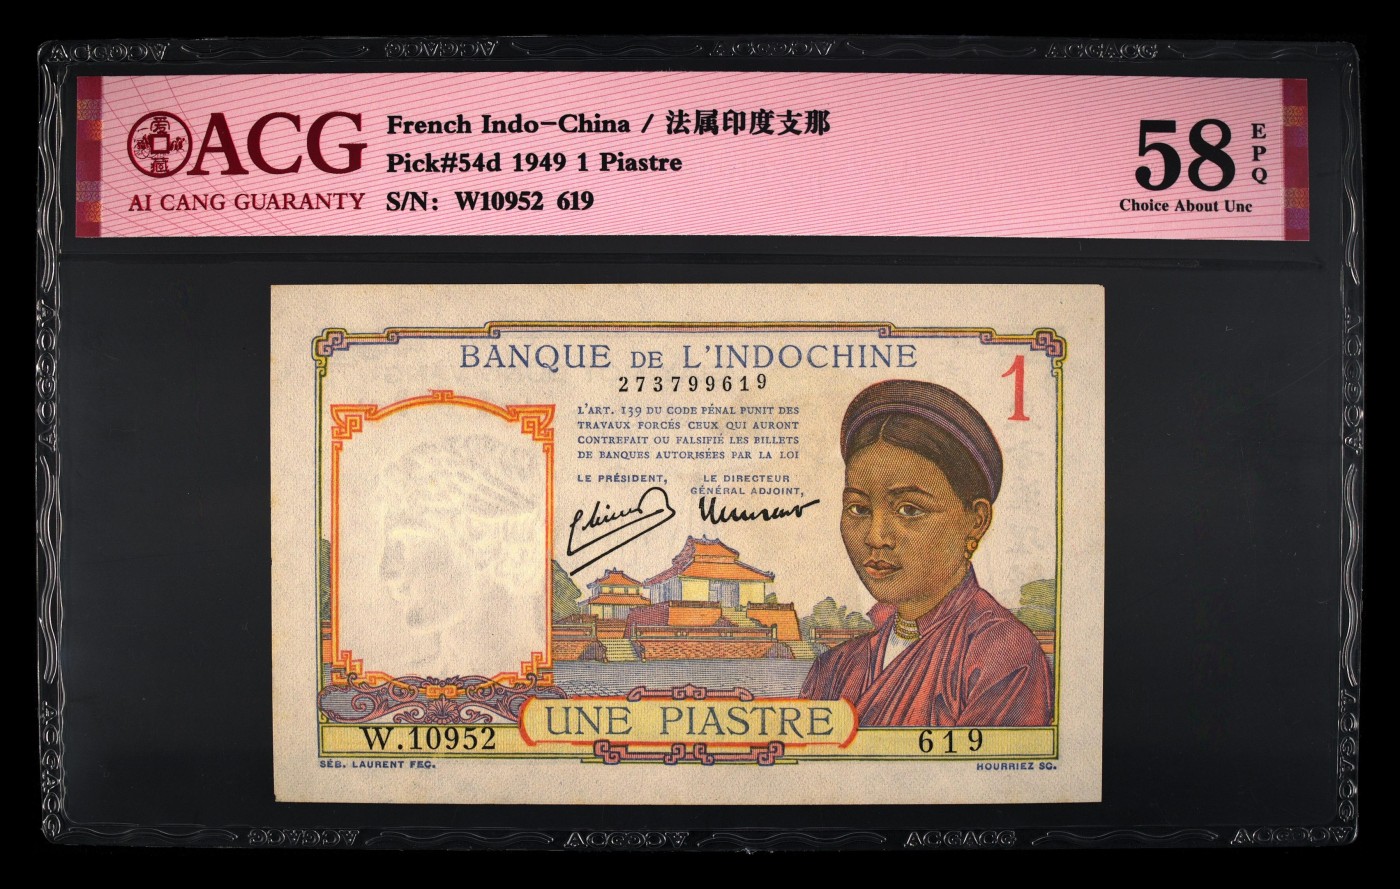 ACG
AI CANG GUARANTY
French Indo-China / 法属印度支那
Pick#54d 1949 1 Piastre
S/N: W10952 619
58
EPQ
Choice About Unc
BANQUE DE L'INDOCHINE
273799619
1
L'ART. 139 DU CODE PÉNAL PUNIT DES
TRAVAUX FORCÉS CEUX QUI AURONT
CONTREFAIT OU FALSIFIÉ LES BILLETS
DE BANQUES AUTORISÉES PAR LA LOI
LE PRÉSIDENT,
LE DIRECTEUR
GÉNÉRAL ADJOINT,
UNE PIASTRE
W.10952
619
SÉB. LAURENT FEC.
HOURRIEZ SC.